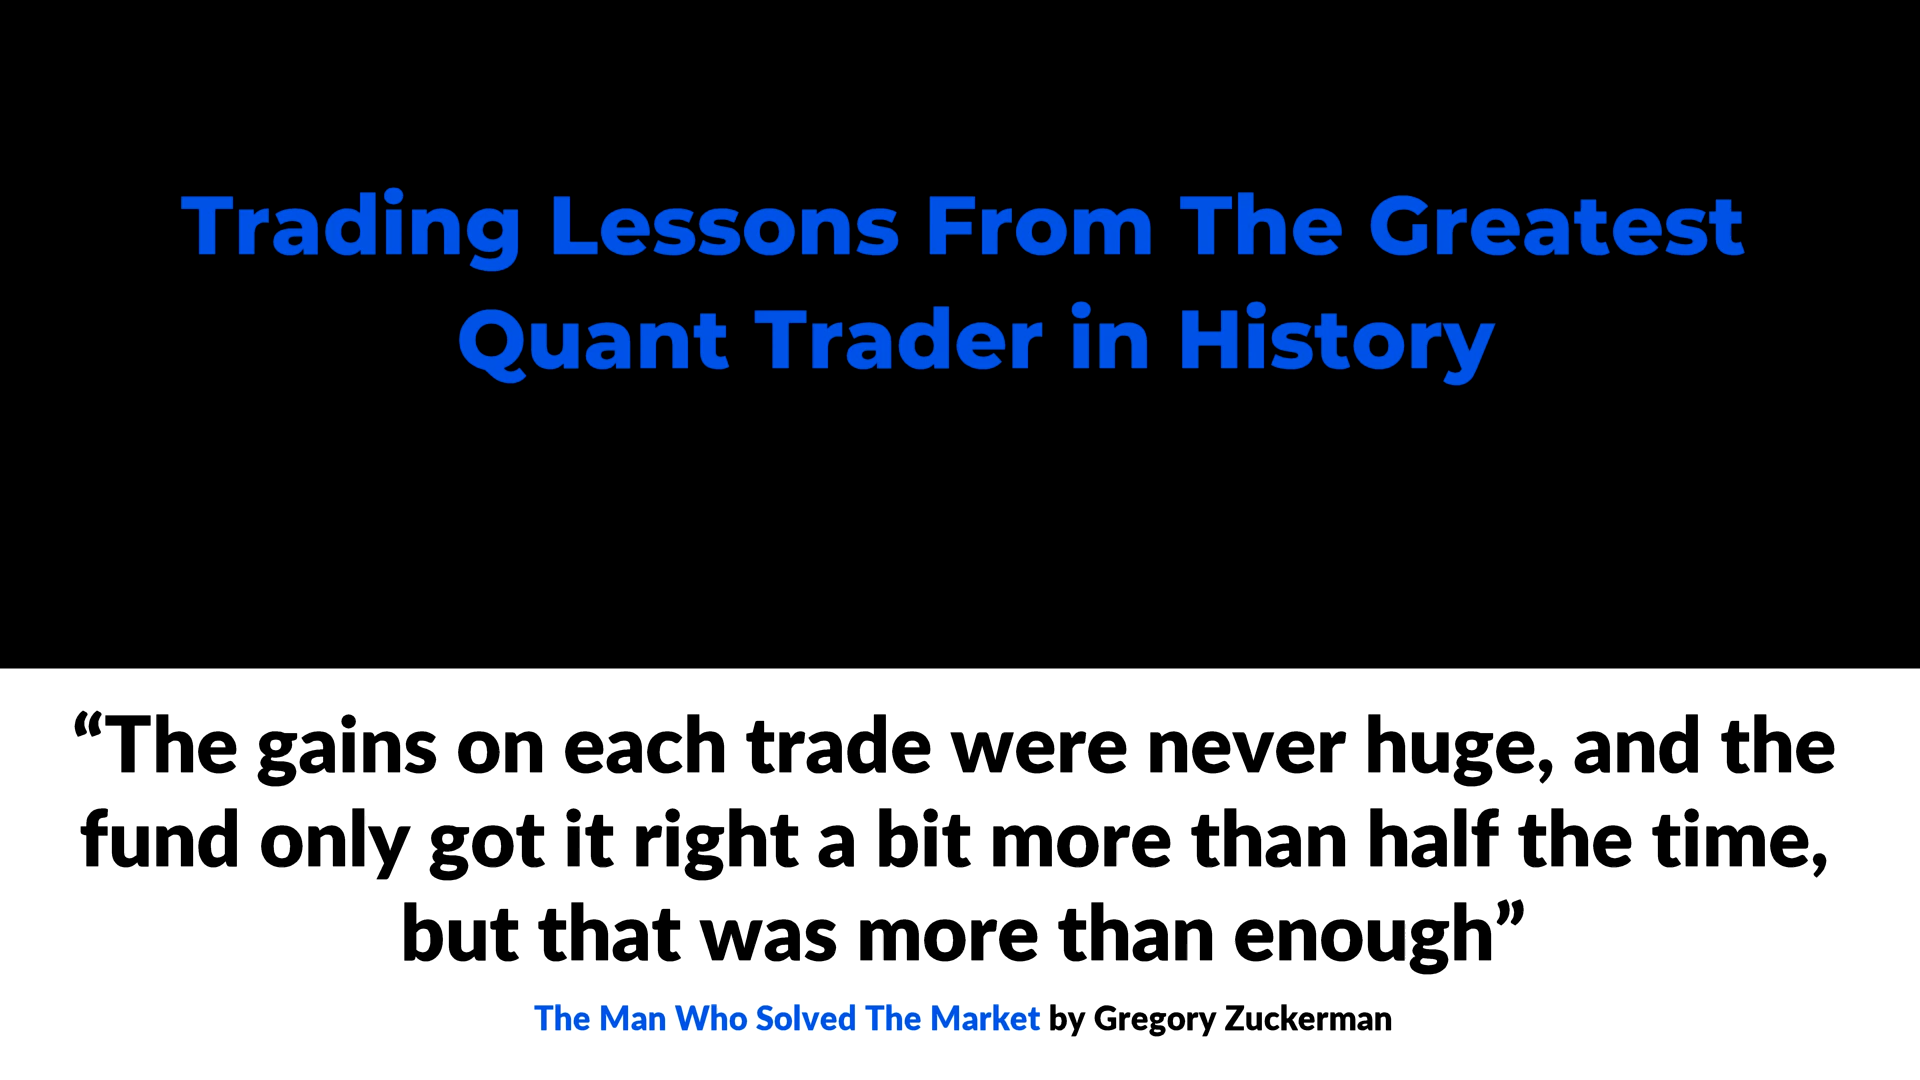 Trading Lessons From The Greatest
Quant Trader in History
“The gains on each trade were never huge, and the
fund only got it right a bit more than half the time,
but that was more than enough”
The Man Who Solved The Market by Gregory Zuckerman